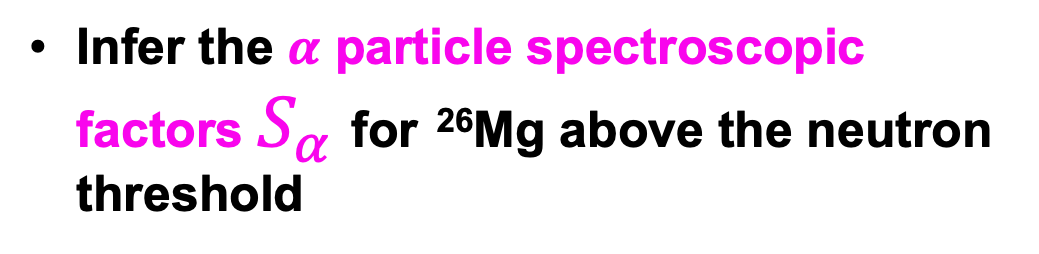 • Infer the α particle spectroscopic
factors Sα for ²⁶Mg above the neutron
threshold